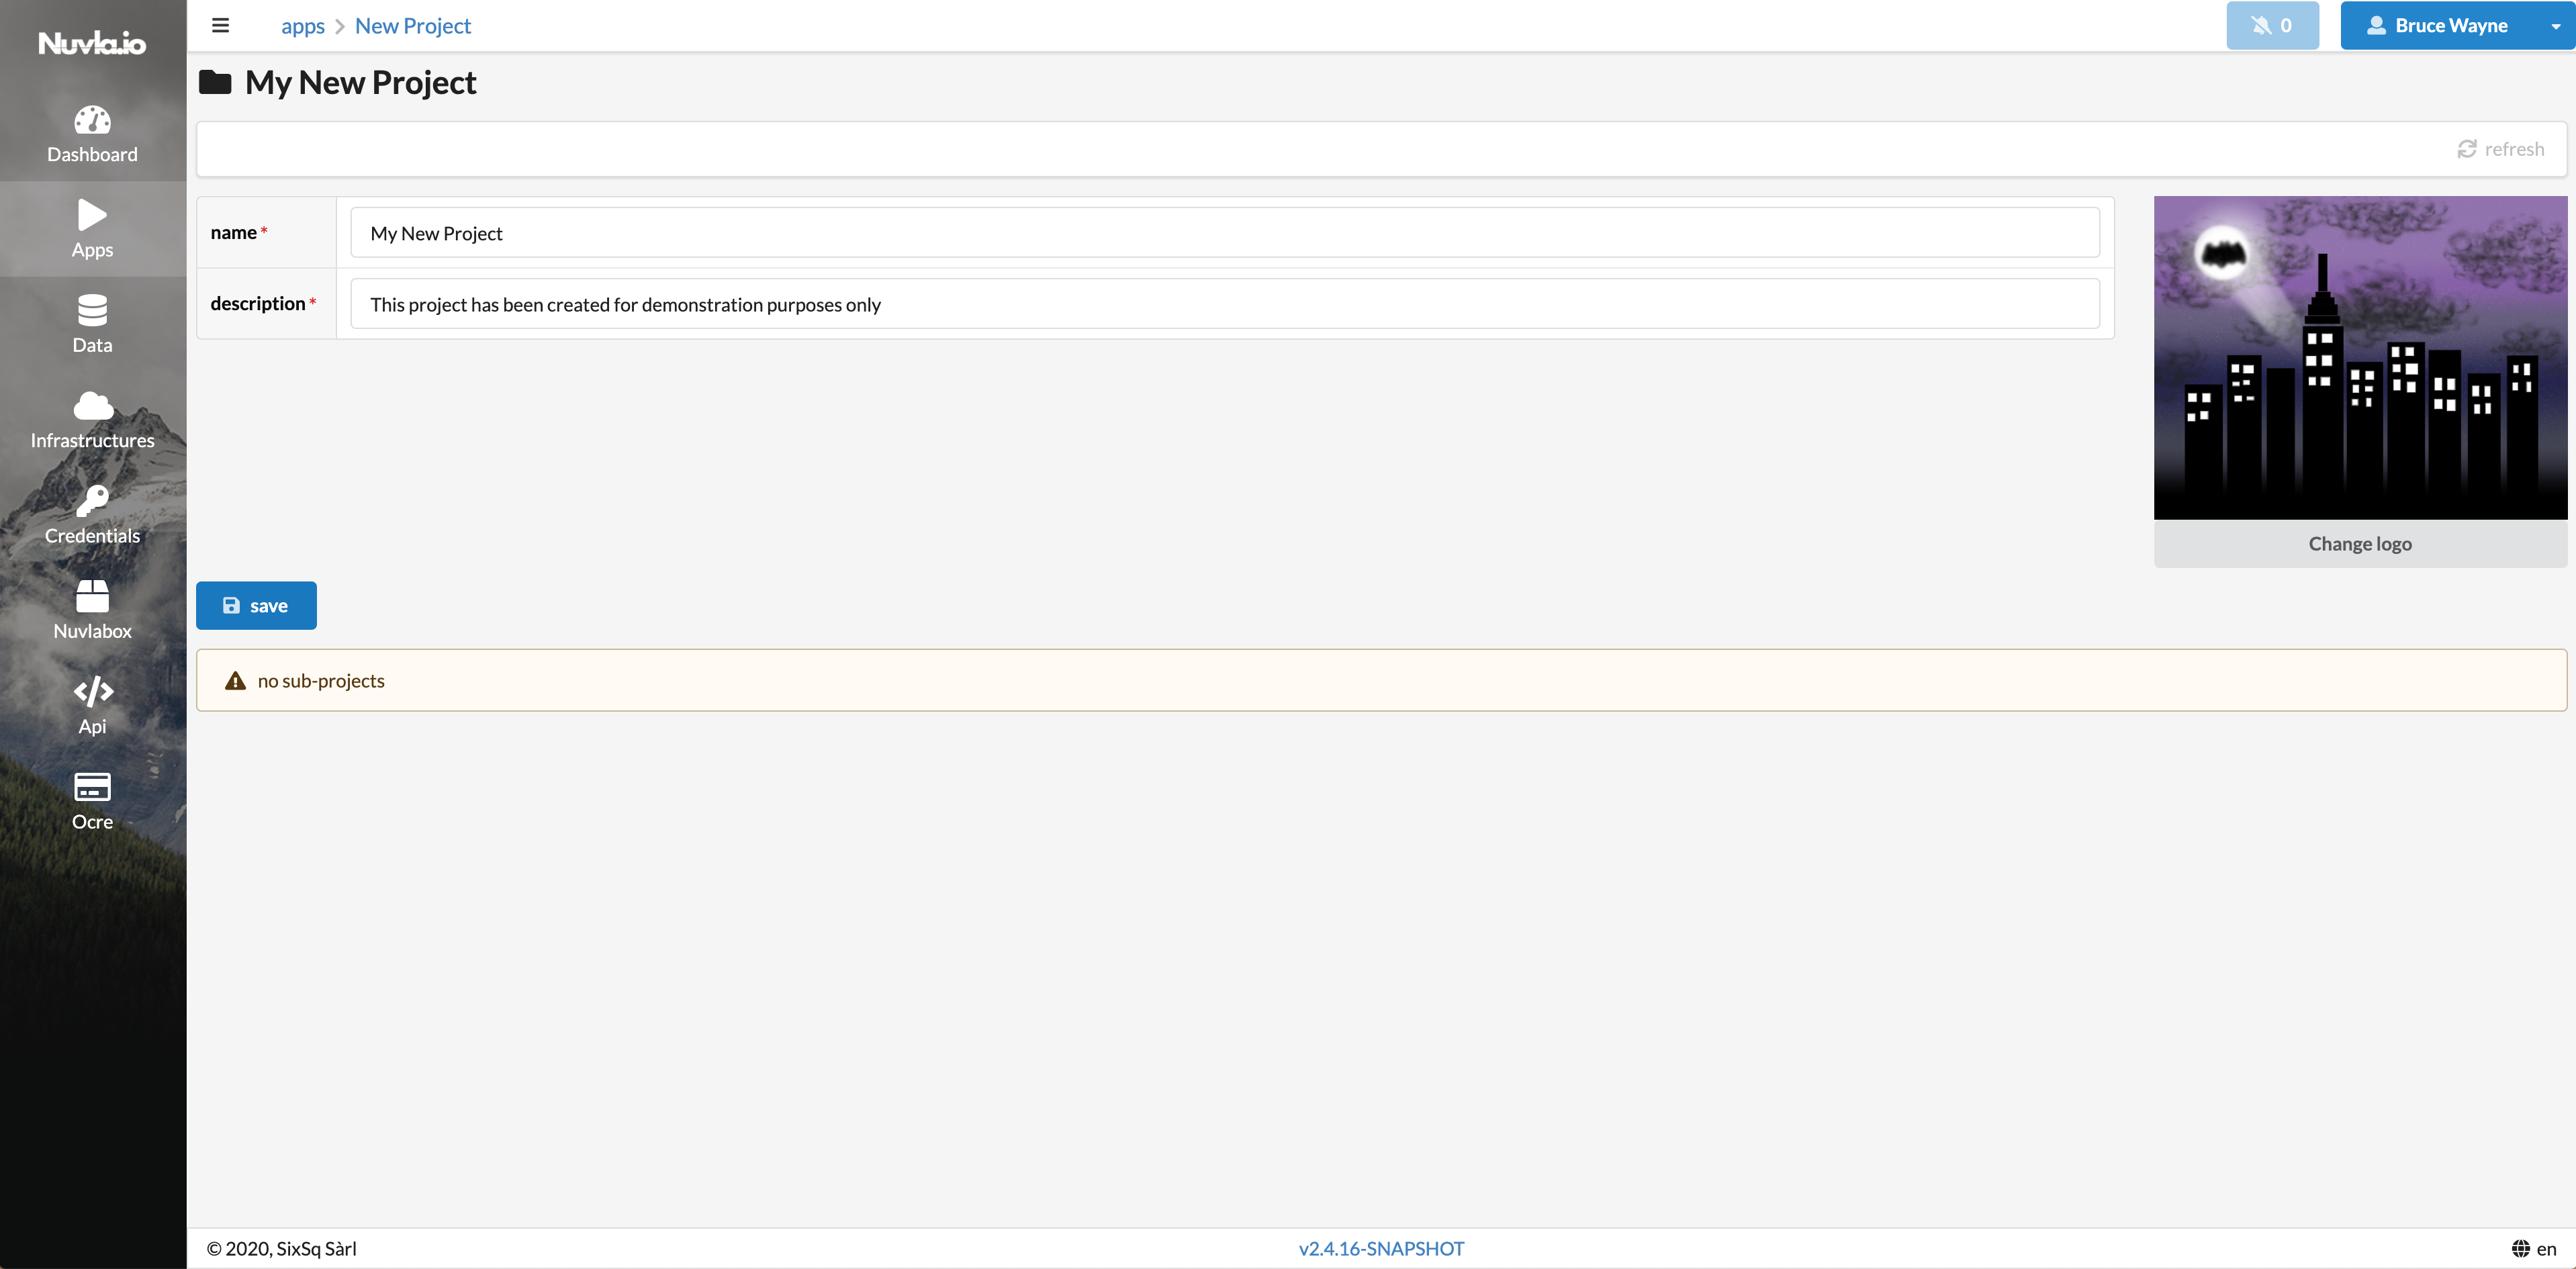 Nuvla.io
apps > New Project
0
Bruce Wayne
My New Project
refresh
Dashboard
Apps
Data
Infrastructures
Credentials
Nuvlabox
Api
Ocre
name *
My New Project
description *
This project has been created for demonstration purposes only
Change logo
save
no sub-projects
© 2020, SixSq Sàrl
v2.4.16-SNAPSHOT
en